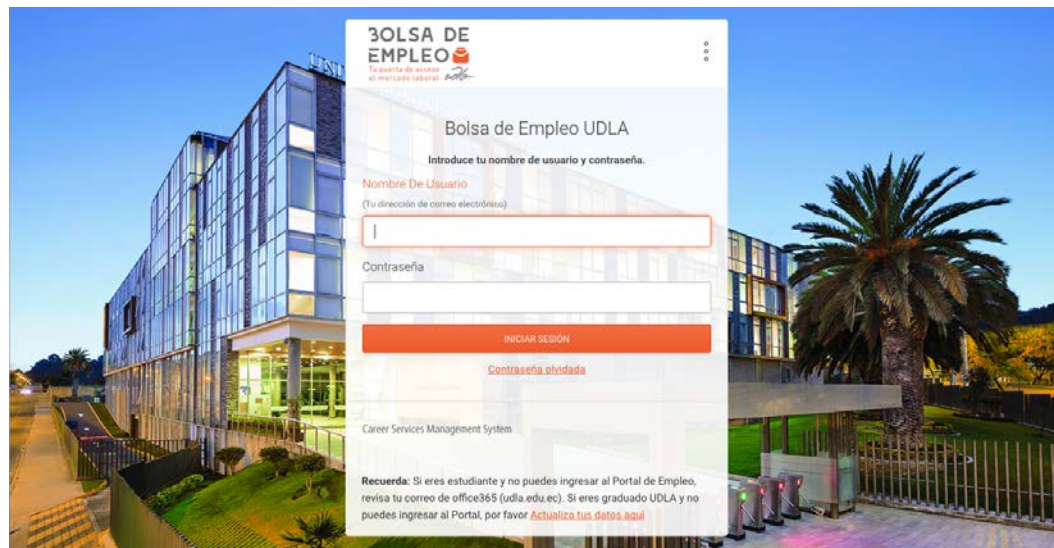 UNI
BOLSA DE
EMPLEO
Tu puerta de acceso
al mercado laboral udla
Bolsa de Empleo UDLA
Introduce tu nombre de usuario y contraseña.
Nombre De Usuario
(Tu dirección de correo electrónico)
Contraseña
INICIAR SESIÓN
Contraseña olvidada
Career Services Management System
Recuerda: Si eres estudiante y no puedes ingresar al Portal de Empleo,
revisa tu correo de office365 (udla.edu.ec). Si eres graduado UDLA y no
puedes ingresar al Portal, por favor Actualiza tus datos aquí